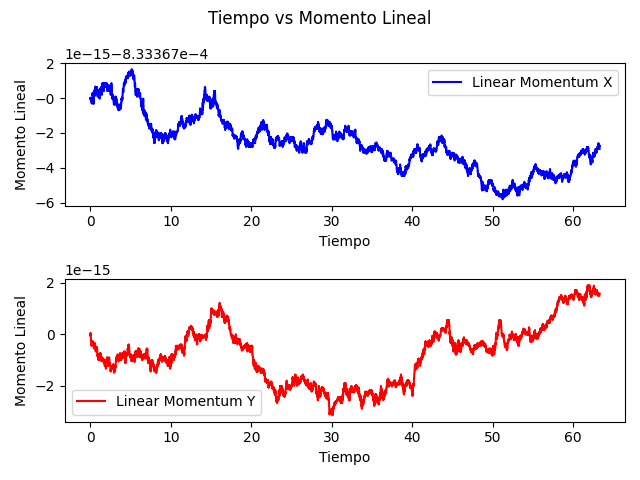 Tiempo vs Momento Lineal
1e−15−8.33367e−4
2
−0
−2
−4
−6
Momento Lineal
Linear Momentum X
0 10 20 30 40 50 60
Tiempo
1e−15
2
0
−2
Momento Lineal
Linear Momentum Y
0 10 20 30 40 50 60
Tiempo